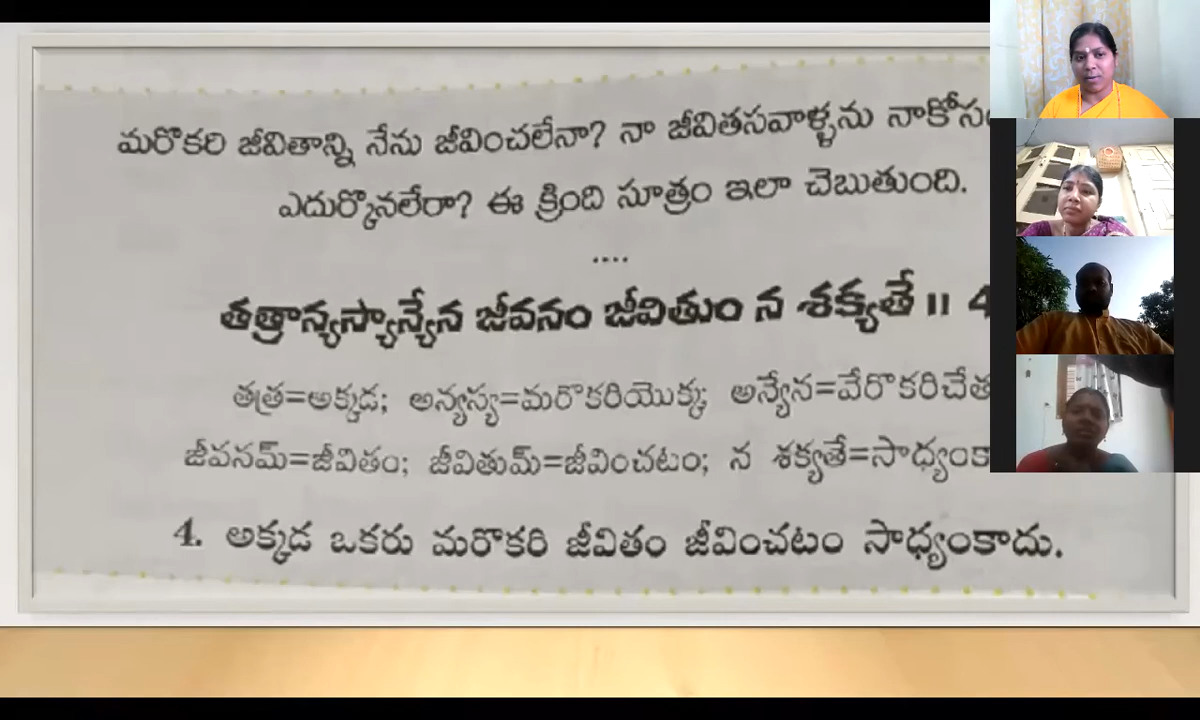 మరొకరి జీవితాన్ని నేను జీవించలేనా? నా జీవితసవాళ్ళను నాకోసం
ఎదుర్కొనలేరా? ఈ క్రింది సూత్రం ఇలా చెబుతుంది.
....
తత్రాన్యస్యాన్యేన జీవనం జీవితుం న శక్యతే ॥ 4
తత్ర=అక్కడ; అన్యస్య=మరొకరియొక్క; అన్యేన=వేరొకరిచేత
జీవనమ్=జీవితం; జీవితుమ్=జీవించటం; న శక్యతే=సాధ్యంకా
4. అక్కడ ఒకరు మరొకరి జీవితం జీవించటం సాధ్యంకాదు.